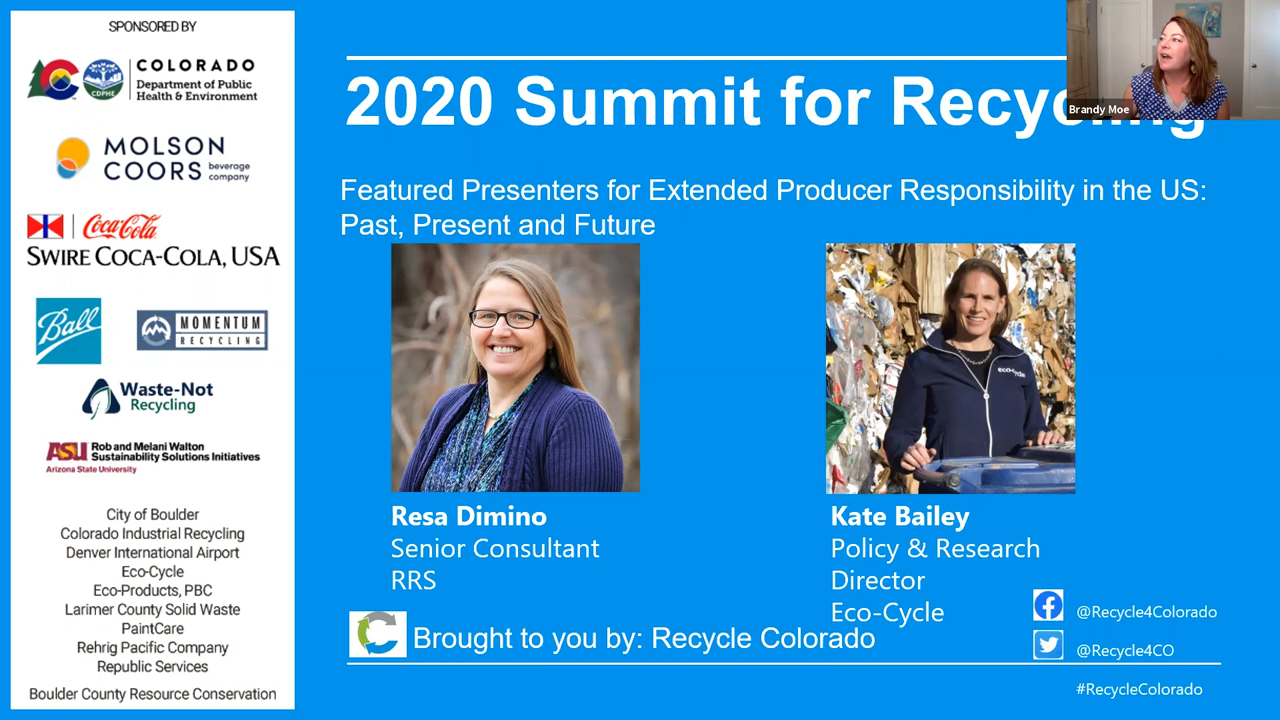 SPONSORED BY
CDPHE
COLORADO
Department of Public
Health & Environment
MOLSON
COORS beverage
company
Coca-Cola
SWIRE COCA-COLA, USA
Ball
MOMENTUM
RECYCLING
Waste-Not
Recycling
ASU Rob and Melani Walton
Sustainability Solutions Initiatives
Arizona State University
City of Boulder
Colorado Industrial Recycling
Denver International Airport
Eco-Cycle
Eco-Products, PBC
Larimer County Solid Waste
PaintCare
Rehrig Pacific Company
Republic Services
Boulder County Resource Conservation
2020 Summit for Recycling
Brandy Moe
Featured Presenters for Extended Producer Responsibility in the US:
Past, Present and Future
eco-cycle
Resa Dimino
Senior Consultant
RRS
Kate Bailey
Policy & Research
Director
Eco-Cycle
Brought to you by: Recycle Colorado
@Recycle4Colorado
@Recycle4CO
#RecycleColorado